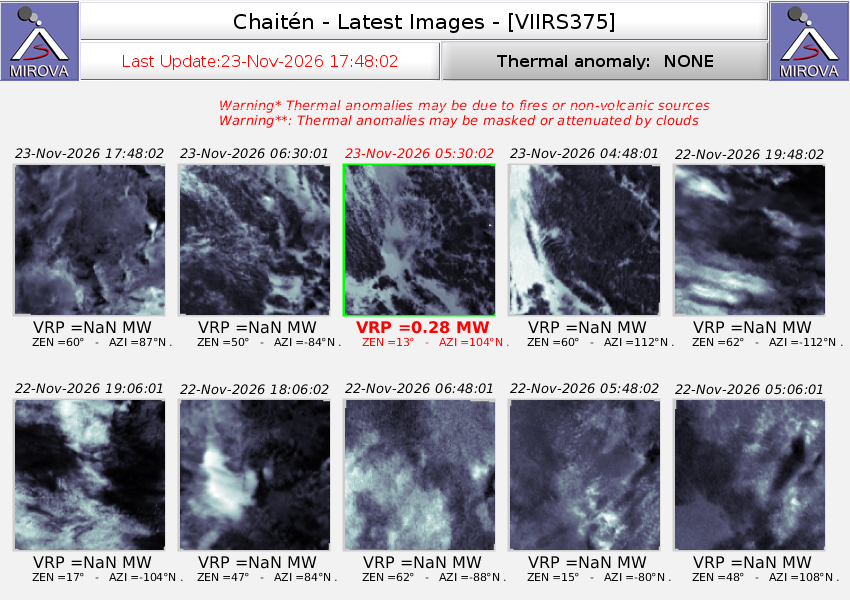 Chaitén - Latest Images - [VIIRS375]
MIROVA
Last Update:23-Nov-2026 17:48:02
Thermal anomaly: NONE
MIROVA
Warning* Thermal anomalies may be due to fires or non-volcanic sources
Warning**: Thermal anomalies may be masked or attenuated by clouds
23-Nov-2026 17:48:02
23-Nov-2026 06:30:01
23-Nov-2026 05:30:02
23-Nov-2026 04:48:01
22-Nov-2026 19:48:02
VRP =NaN MW
VRP =NaN MW
VRP =0.28 MW
VRP =NaN MW
VRP =NaN MW
ZEN =60° - AZI =87°N .
ZEN =50° - AZI =-84°N .
ZEN =13° - AZI =104°N .
ZEN =60° - AZI =112°N .
ZEN =62° - AZI =-112°N .
22-Nov-2026 19:06:01
22-Nov-2026 18:06:02
22-Nov-2026 06:48:01
22-Nov-2026 05:48:02
22-Nov-2026 05:06:01
VRP =NaN MW
VRP =NaN MW
VRP =NaN MW
VRP =NaN MW
VRP =NaN MW
ZEN =17° - AZI =-104°N .
ZEN =47° - AZI =84°N .
ZEN =62° - AZI =-88°N .
ZEN =15° - AZI =-80°N .
ZEN =48° - AZI =108°N .